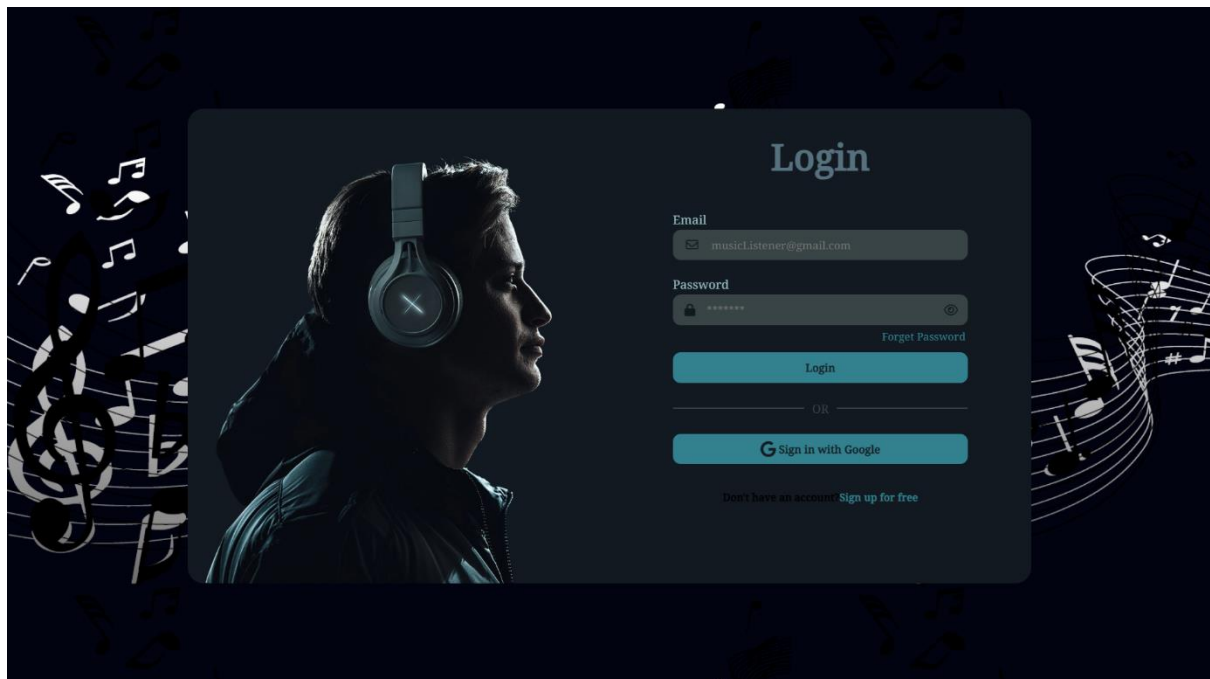 Login
Email
musicListener@gmail.com
Password
*******
Forget Password
Login
OR
Sign in with Google
Don't have an account?Sign up for free